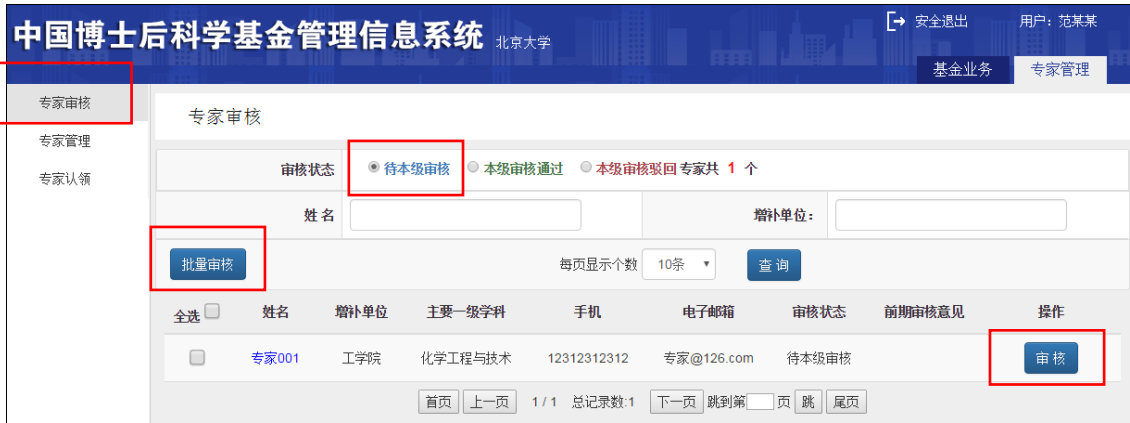 中国博士后科学基金管理信息系统 北京大学
安全退出 用户：范某某
基金业务 专家管理
专家审核
专家管理
专家认领
专家审核
审核状态 待本级审核 本级审核通过 本级审核驳回 专家共 1 个
姓名 增补单位：
批量审核 每页显示个数 10条 查询
全选 姓名 增补单位 主要一级学科 手机 电子邮箱 审核状态 前期审核意见 操作
专家001 工学院 化学工程与技术 12312312312 专家@126.com 待本级审核 审核
首页 上一页 1 / 1 总记录数:1 下一页 跳到第 页 跳 尾页